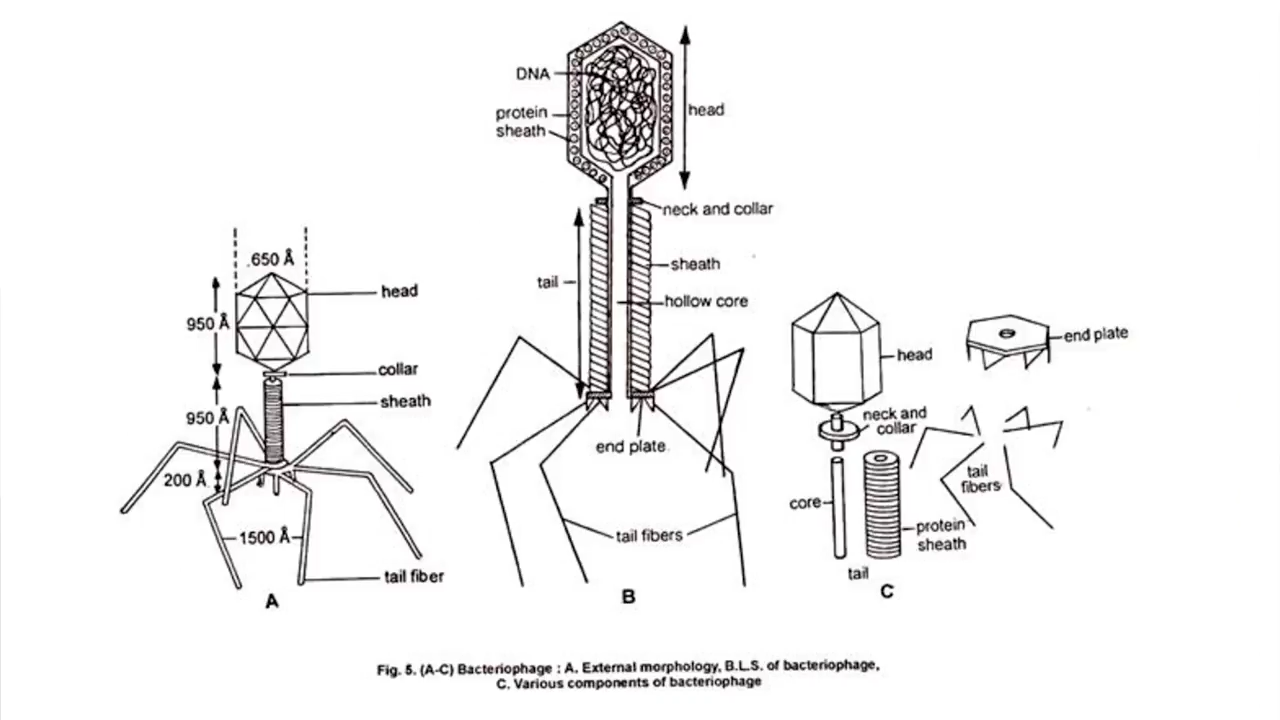 650 Å
head
950 Å
collar
sheath
950 Å
200 Å
1500 Å
tail fiber
A
DNA
protein
sheath
head
neck and collar
sheath
tail
hollow core
end plate
tail fibers
B
head
end plate
neck and
collar
tail
fibers
core
protein
sheath
tail
C
Fig. 5. (A-C) Bacteriophage : A. External morphology, B.L.S. of bacteriophage,
C. Various components of bacteriophage